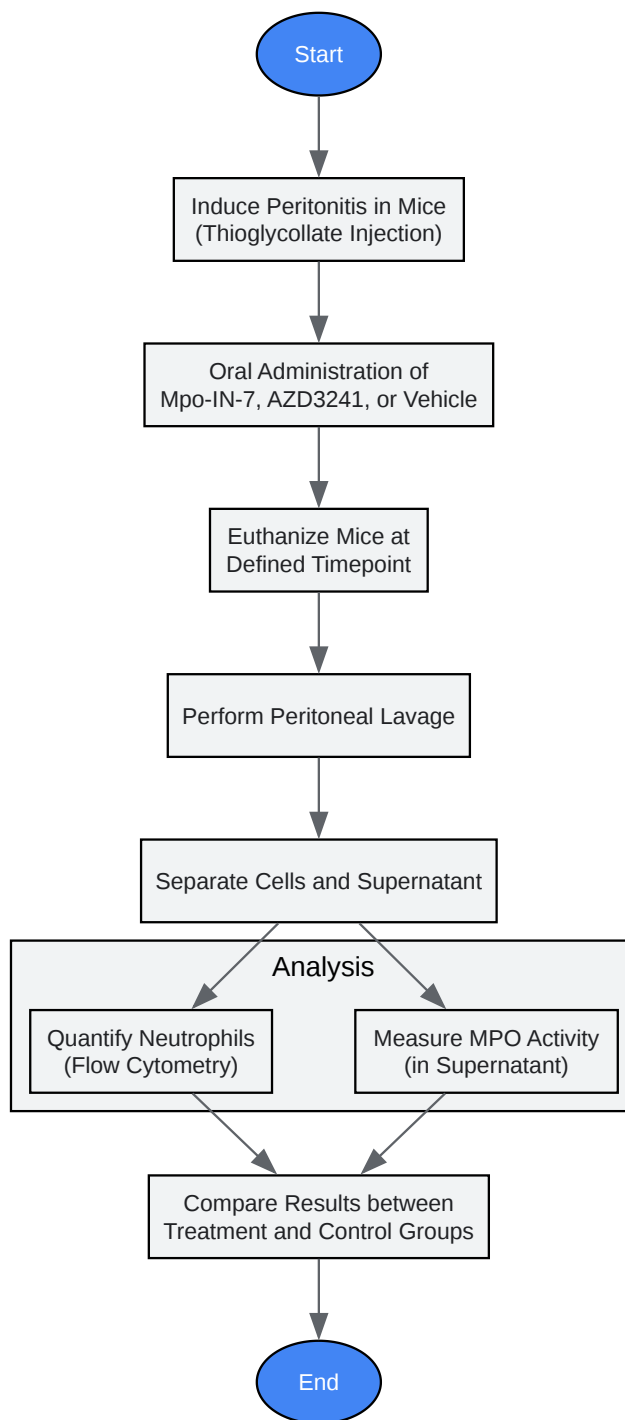 Start
Induce Peritonitis in Mice
(Thioglycollate Injection)
Oral Administration of
Mpo-IN-7, AZD3241, or Vehicle
Euthanize Mice at
Defined Timepoint
Perform Peritoneal Lavage
Separate Cells and Supernatant
Analysis
Quantify Neutrophils
(Flow Cytometry)
Measure MPO Activity
(in Supernatant)
Compare Results between
Treatment and Control Groups
End